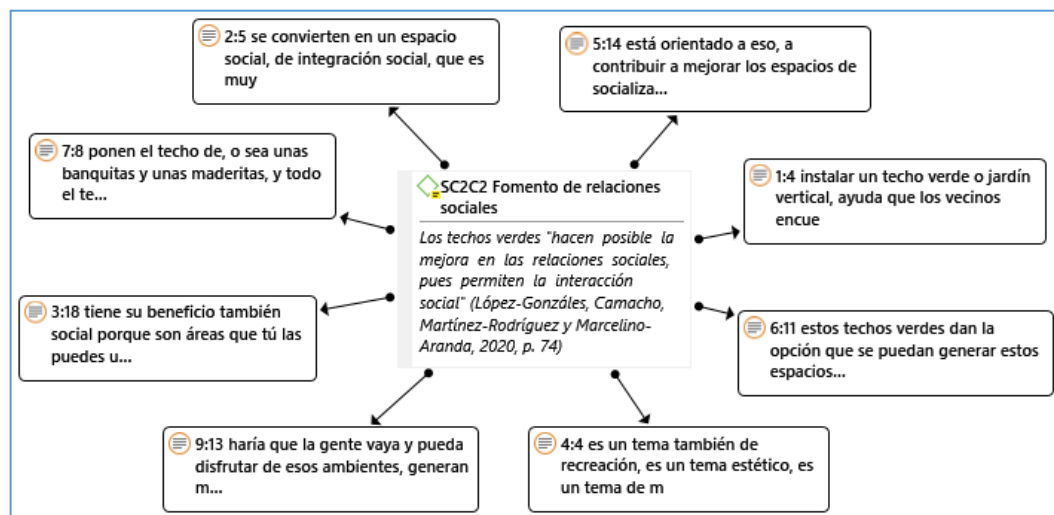 2:5 se convierten en un espacio
social, de integración social, que es
muy
5:14 está orientado a eso, a
contribuir a mejorar los espacios de
socializa...
7:8 ponen el techo de, o sea unas
banquitas y unas maderitas, y todo
el te...
SC2C2 Fomento de relaciones
sociales
Los techos verdes "hacen posible la
mejora en las relaciones sociales,
pues permiten la interacción
social" (López-Gonzáles, Camacho,
Martínez-Rodríguez y Marcelino-
Aranda, 2020, p. 74)
1:4 instalar un techo verde o jardín
vertical, ayuda que los vecinos
encue
3:18 tiene su beneficio también
social porque son áreas que tú las
puedes u...
6:11 estos techos verdes dan la
opción que se puedan generar estos
espacios...
9:13 haría que la gente vaya y pueda
disfrutar de esos ambientes, generan
m...
4:4 es un tema también de
recreación, es un tema estético, es
un tema de m